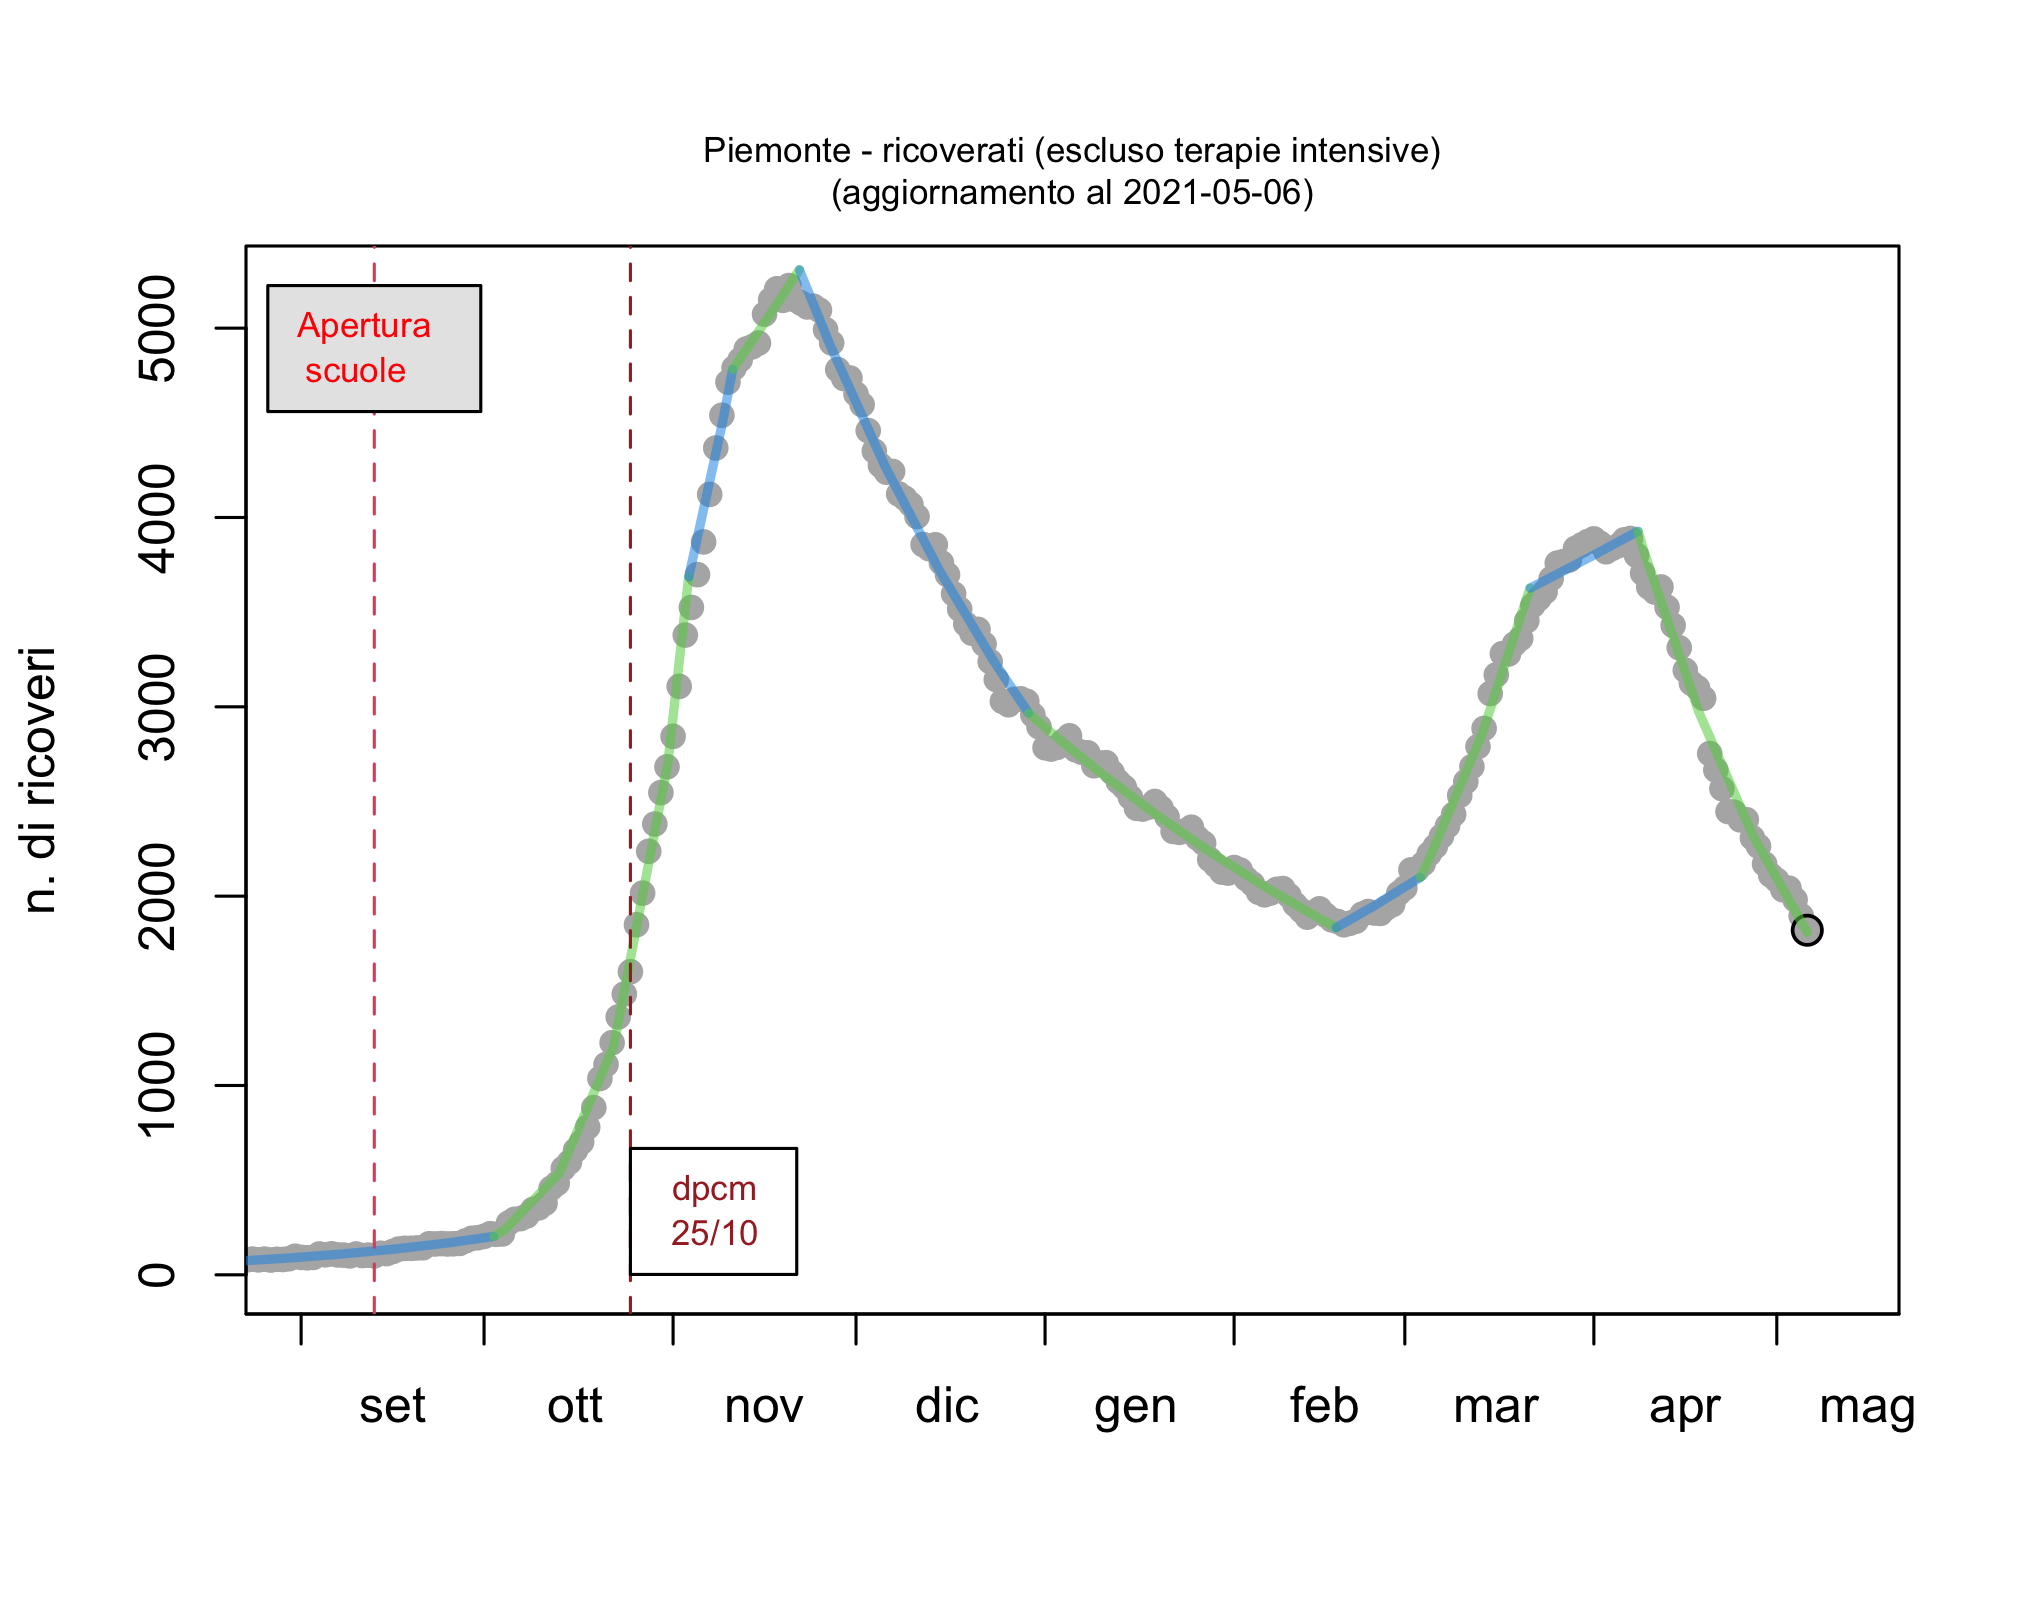 Piemonte - ricoverati (escluso terapie intensive)
(aggiornamento al 2021-05-06)
n. di ricoveri
5000
4000
3000
2000
1000
0
Apertura
scuole
dpcm
25/10
set ott nov dic gen feb mar apr mag